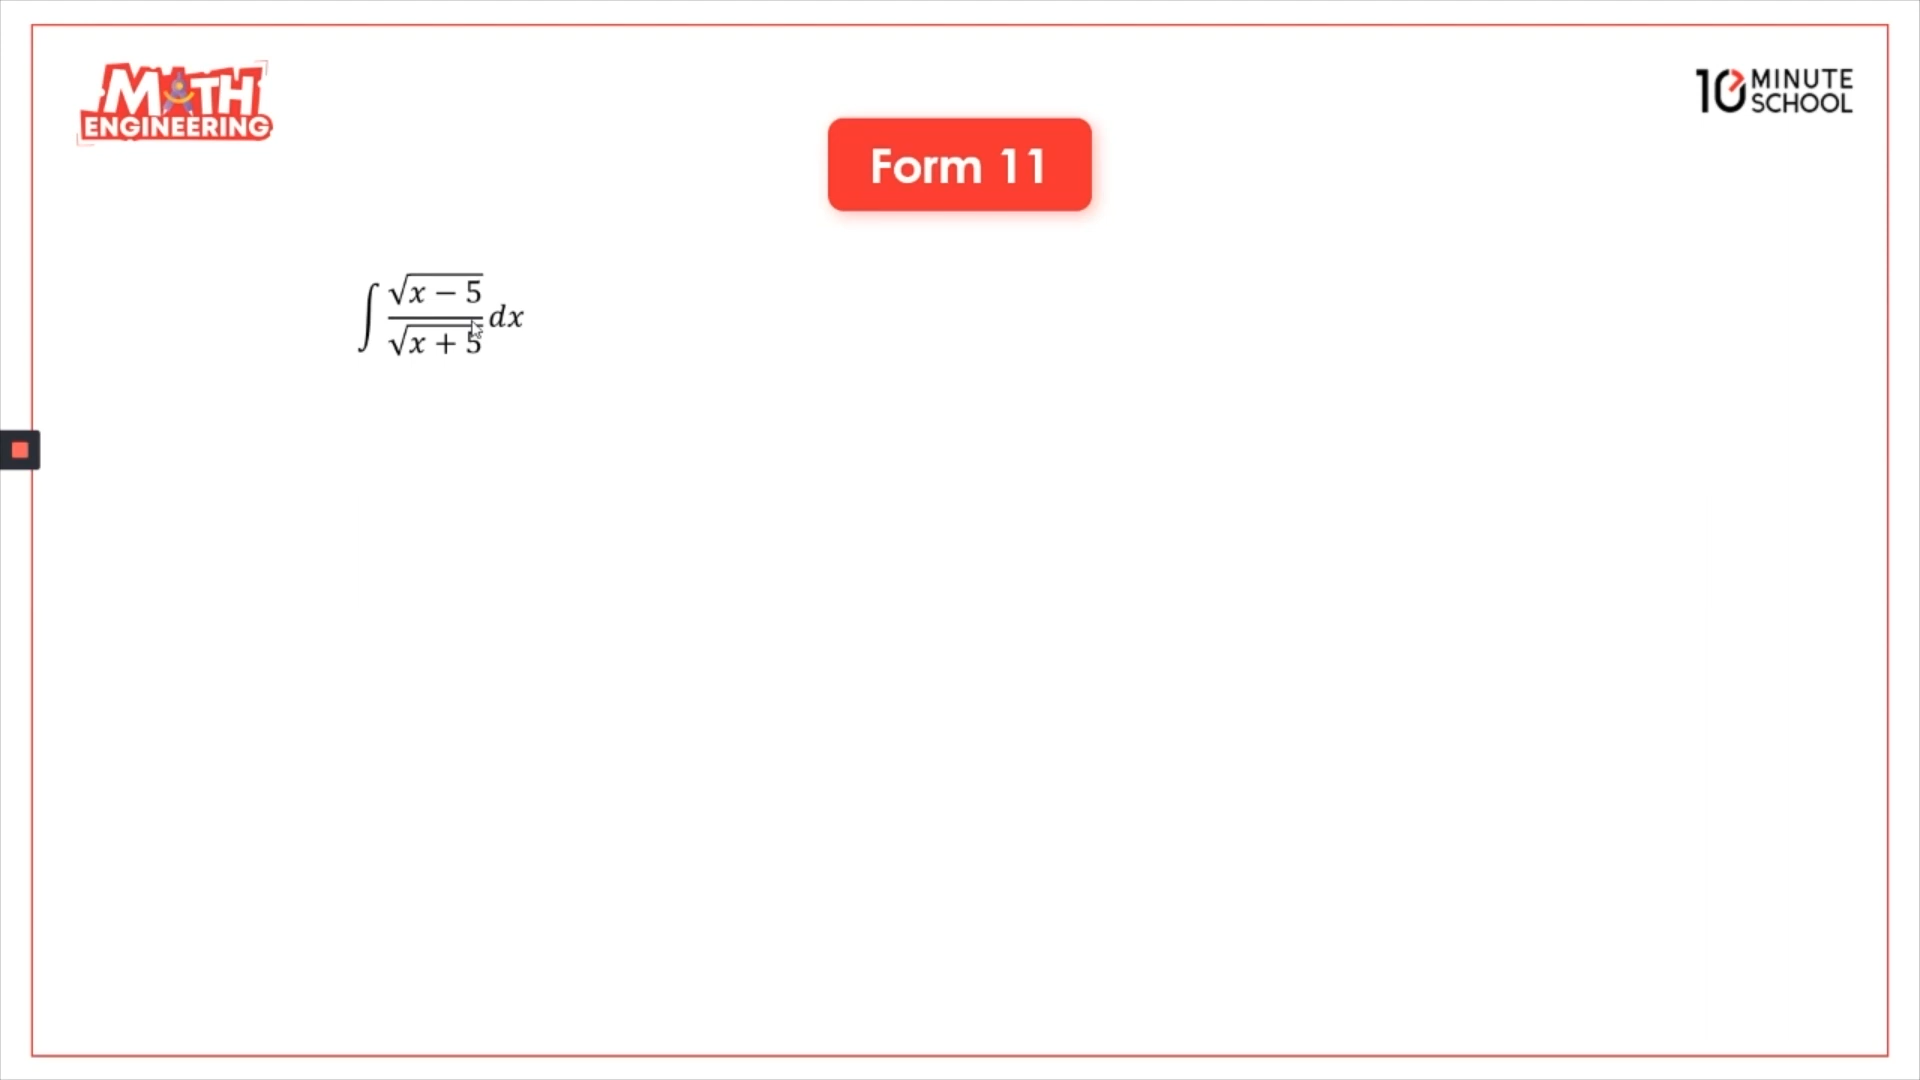 MATH
ENGINEERING
10 MINUTE
SCHOOL
Form 11
∫ √(x − 5) / √(x + 5) dx